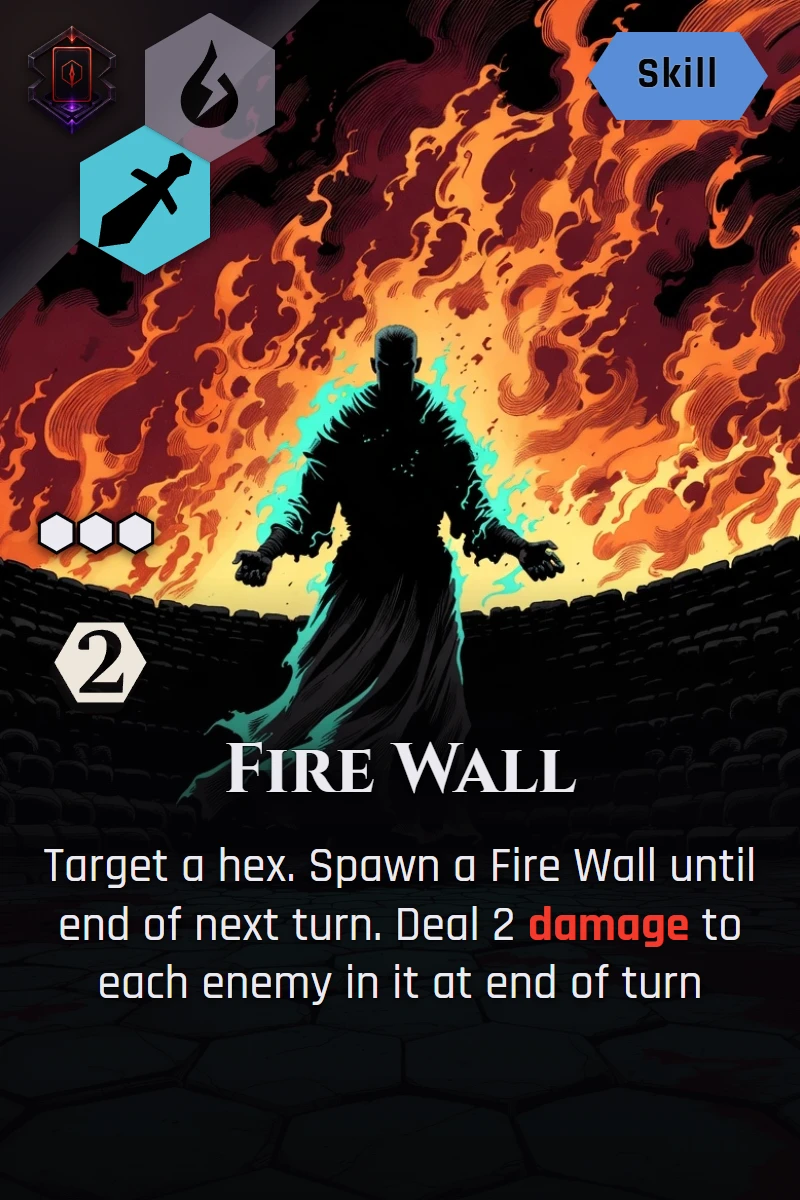 Skill
2
Fire Wall
Target a hex. Spawn a Fire Wall until
end of next turn. Deal 2 damage to
each enemy in it at end of turn